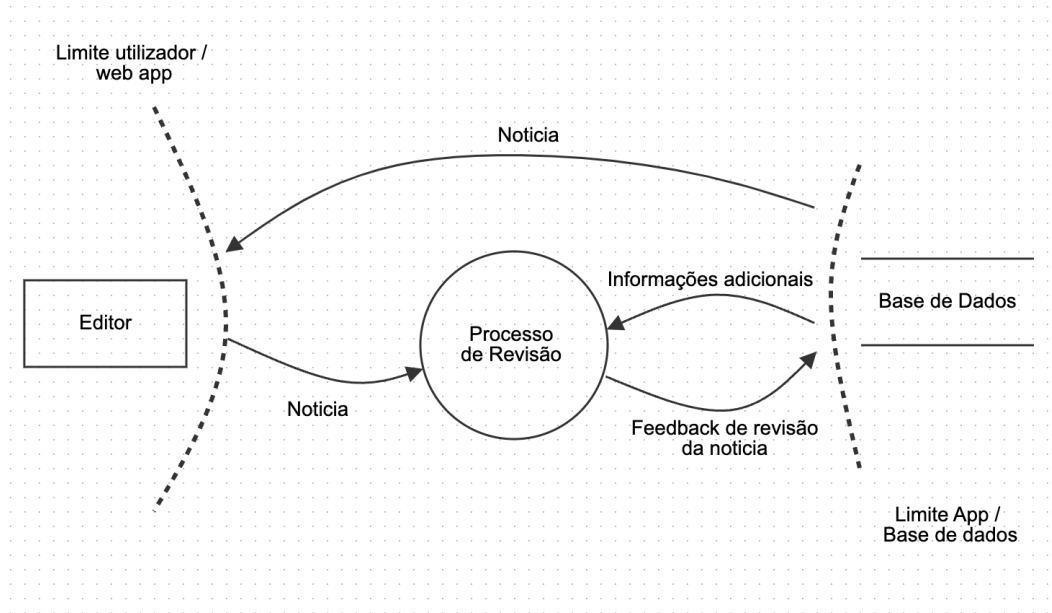 Limite utilizador /
web app
Noticia
Informações adicionais
Base de Dados
Editor
Processo
de Revisão
Noticia
Feedback de revisão
da noticia
Limite App /
Base de dados